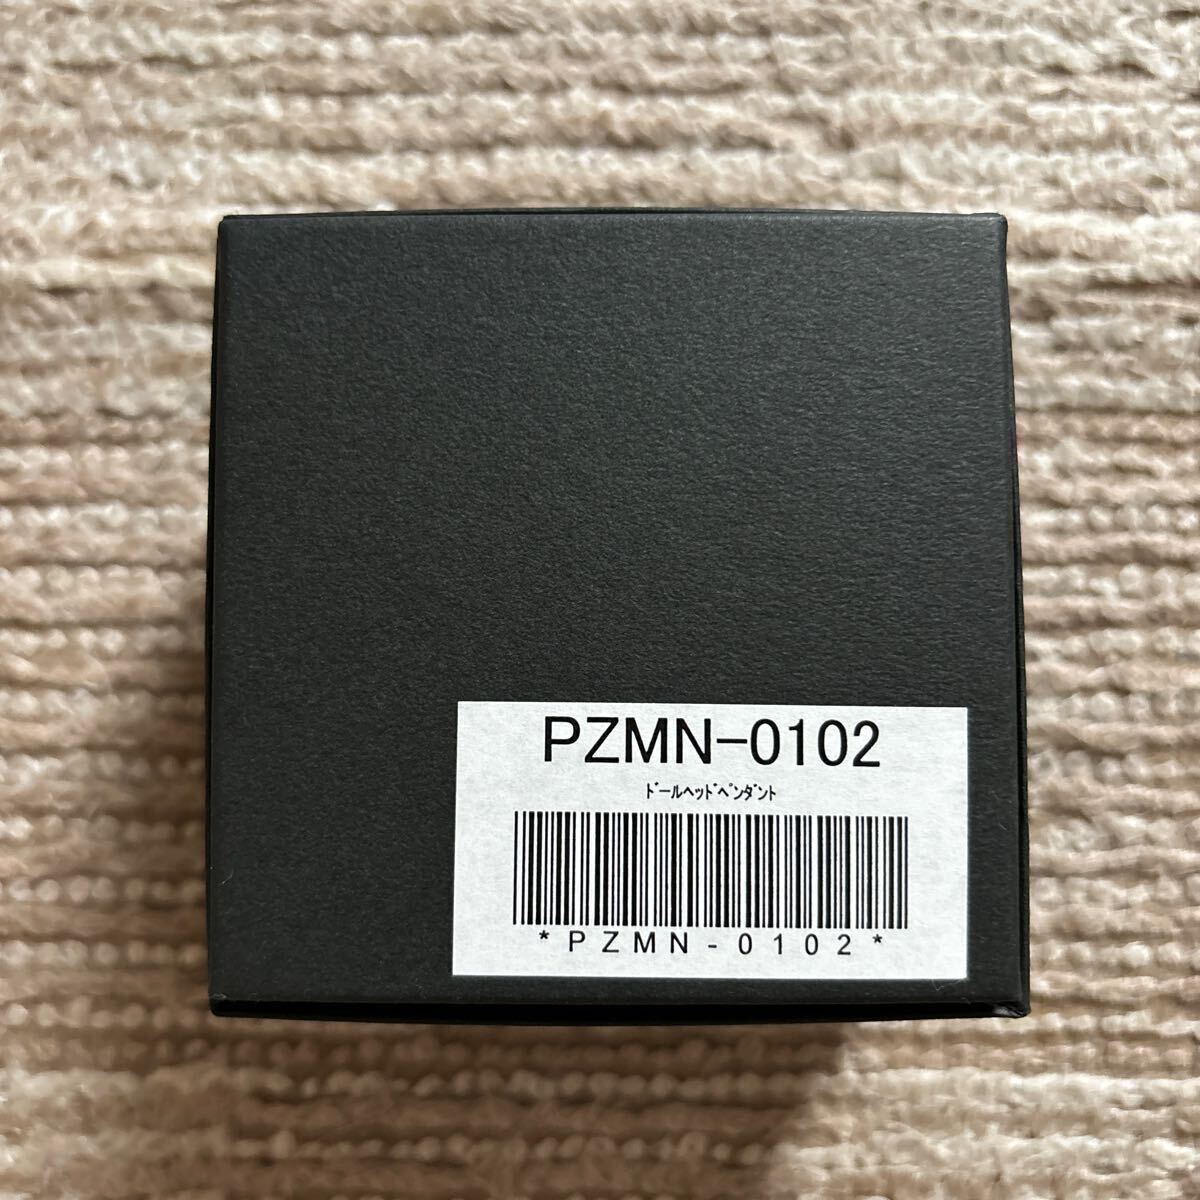 PZMN-0102
ﾄﾞｰﾙﾍｯﾄﾞﾍﾟﾝﾀﾞﾝﾄ
*PZMN-0102*